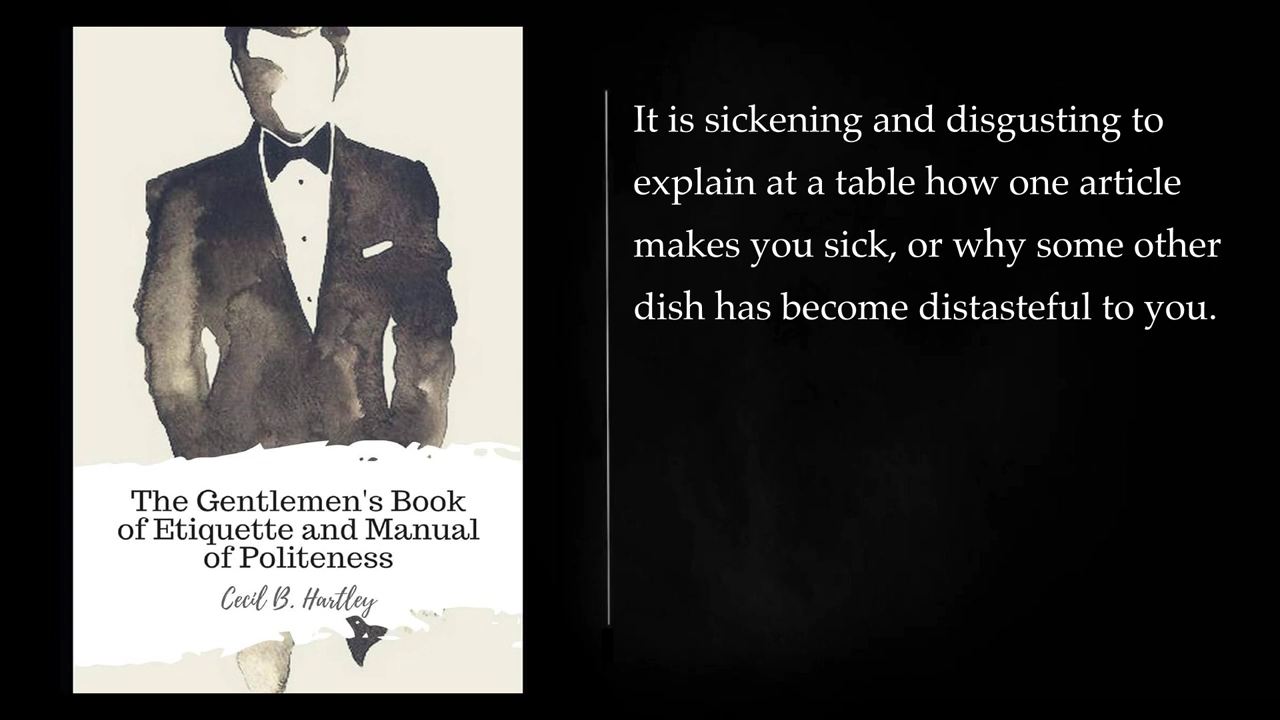 The Gentlemen's Book
of Etiquette and Manual
of Politeness
Cecil B. Hartley
It is sickening and disgusting to
explain at a table how one article
makes you sick, or why some other
dish has become distasteful to you.